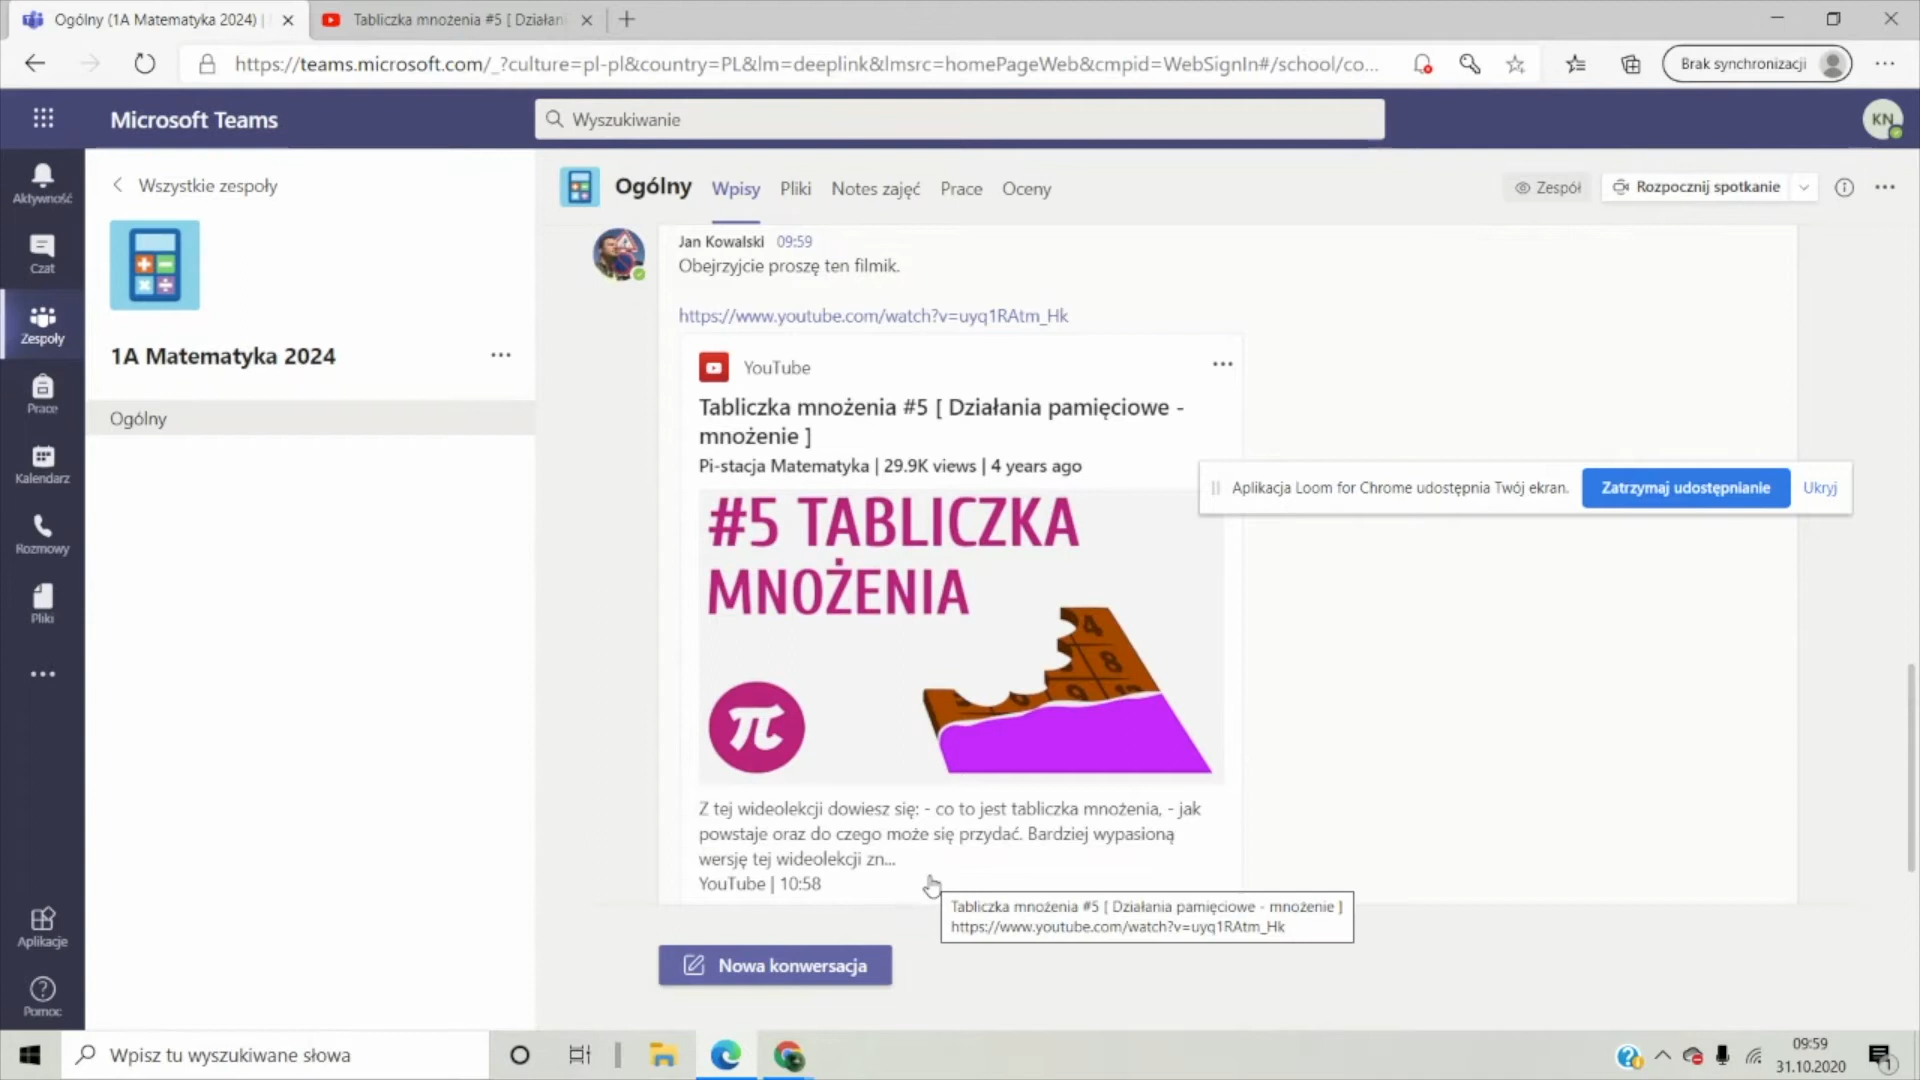 Ogólny (1A Matematyka 2024) |
Tabliczka mnożenia #5 [ Działani
https://teams.microsoft.com/_?culture=pl-pl&country=PL&lm=deeplink&lmsrc=homePageWeb&cmpid=WebSignIn#/school/co...
Brak synchronizacji
Microsoft Teams
Wyszukiwanie
KN
Aktywność
Czat
Zespoły
Prace
Kalendarz
Rozmowy
Pliki
Aplikacje
Pomoc
Wszystkie zespoły
1A Matematyka 2024
Ogólny
Ogólny
Wpisy
Pliki
Notes zajęć
Prace
Oceny
Zespół
Rozpocznij spotkanie
Jan Kowalski 09:59
Obejrzyjcie proszę ten filmik.
https://www.youtube.com/watch?v=uyq1RAtm_Hk
YouTube
Tabliczka mnożenia #5 [ Działania pamięciowe -
mnożenie ]
Pi-stacja Matematyka | 29.9K views | 4 years ago
#5 TABLICZKA
MNOŻENIA
4
8
9
π
Z tej wideolekcji dowiesz się: - co to jest tabliczka mnożenia, - jak
powstaje oraz do czego może się przydać. Bardziej wypasioną
wersję tej wideolekcji zn...
YouTube | 10:58
Aplikacja Loom for Chrome udostępnia Twój ekran.
Zatrzymaj udostępnianie
Ukryj
Tabliczka mnożenia #5 [ Działania pamięciowe - mnożenie ]
https://www.youtube.com/watch?v=uyq1RAtm_Hk
Nowa konwersacja
Wpisz tu wyszukiwane słowa
09:59
31.10.2020
1